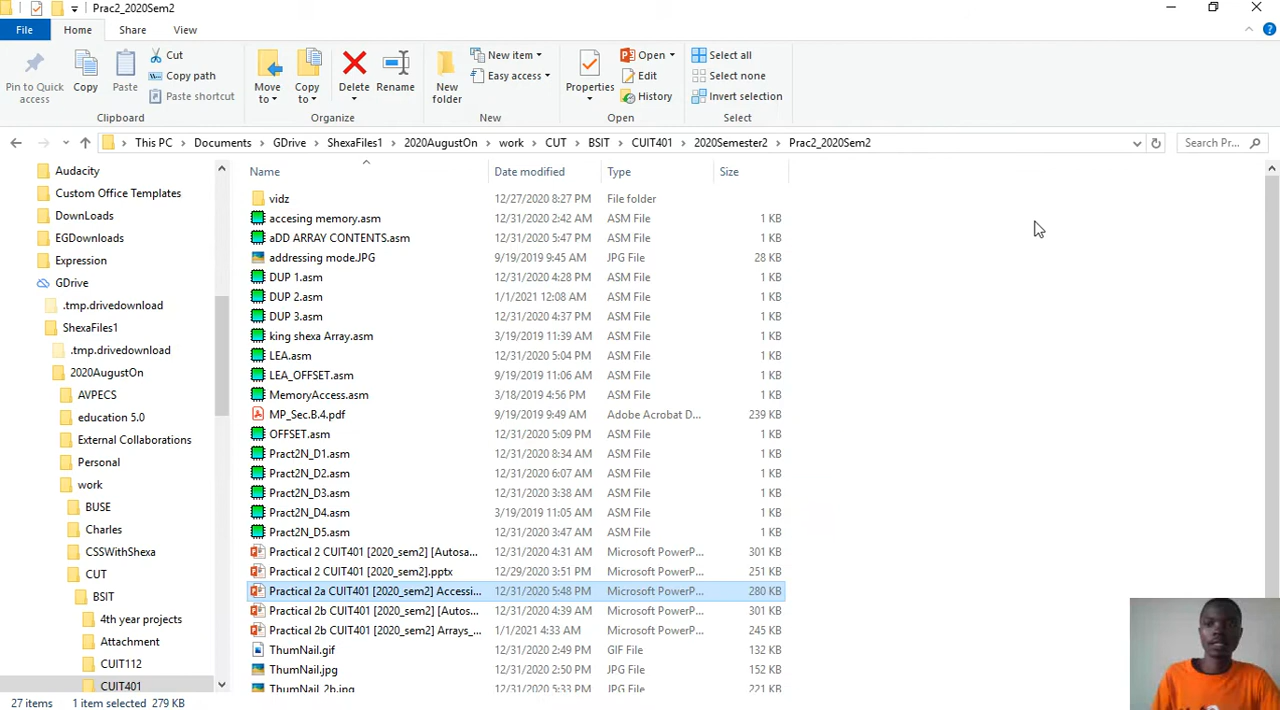 Prac2_2020Sem2
File Home Share View
Pin to Quick access
Copy
Paste
Cut
Copy path
Paste shortcut
Clipboard
Move to
Copy to
Delete
Rename
Organize
New folder
New item
Easy access
New
Properties
Open
Edit
History
Open
Select all
Select none
Invert selection
Select
This PC > Documents > GDrive > ShexaFiles1 > 2020AugustOn > work > CUT > BSIT > CUIT401 > 2020Semester2 > Prac2_2020Sem2
Search Pr...
Audacity
Custom Office Templates
DownLoads
EGDownloads
Expression
GDrive
.tmp.drivedownload
ShexaFiles1
.tmp.drivedownload
2020AugustOn
AVPECS
education 5.0
External Collaborations
Personal
work
BUSE
Charles
CSSWithShexa
CUT
BSIT
4th year projects
Attachment
CUIT112
CUIT401
Name Date modified Type Size
vidz 12/27/2020 8:27 PM File folder
accesing memory.asm 12/31/2020 2:42 AM ASM File 1 KB
aDD ARRAY CONTENTS.asm 12/31/2020 5:47 PM ASM File 1 KB
addressing modeJPG 9/19/2019 9:45 AM JPG File 28 KB
DUP 1.asm 12/31/2020 4:28 PM ASM File 1 KB
DUP 2.asm 1/1/2021 12:08 AM ASM File 1 KB
DUP 3.asm 12/31/2020 4:37 PM ASM File 1 KB
king shexa Array.asm 3/19/2019 11:39 AM ASM File 1 KB
LEA.asm 12/31/2020 5:04 PM ASM File 1 KB
LEA_OFFSET.asm 9/19/2019 11:06 AM ASM File 1 KB
MemoryAccess.asm 3/18/2019 4:56 PM ASM File 1 KB
MP_Sec.B.4.pdf 9/19/2019 9:49 AM Adobe Acrobat D... 239 KB
OFFSET.asm 12/31/2020 5:09 PM ASM File 1 KB
Pract2N_D1.asm 12/31/2020 8:34 AM ASM File 1 KB
Pract2N_D2.asm 12/31/2020 6:07 AM ASM File 1 KB
Pract2N_D3.asm 12/31/2020 3:38 AM ASM File 1 KB
Pract2N_D4.asm 3/19/2019 11:05 AM ASM File 1 KB
Pract2N_D5.asm 12/31/2020 3:47 AM ASM File 1 KB
Practical 2 CUIT401 [2020_sem2] [Autosa... 12/31/2020 4:31 AM Microsoft PowerP... 301 KB
Practical 2 CUIT401 [2020_sem2].pptx 12/29/2020 3:51 PM Microsoft PowerP... 251 KB
Practical 2a CUIT401 [2020_sem2] Accessi... 12/31/2020 5:48 PM Microsoft PowerP... 280 KB
Practical 2b CUIT401 [2020_sem2] [Autos... 12/31/2020 4:39 AM Microsoft PowerP... 301 KB
Practical 2b CUIT401 [2020_sem2] Arrays_... 1/1/2021 4:33 AM Microsoft PowerP... 245 KB
ThumNail.gif 12/31/2020 2:49 PM GIF File 132 KB
ThumNail.jpg 12/31/2020 2:50 PM JPG File 152 KB
ThumNail_2b.jpg 12/31/2020 5:33 PM JPG File 221 KB
27 items 1 item selected 279 KB